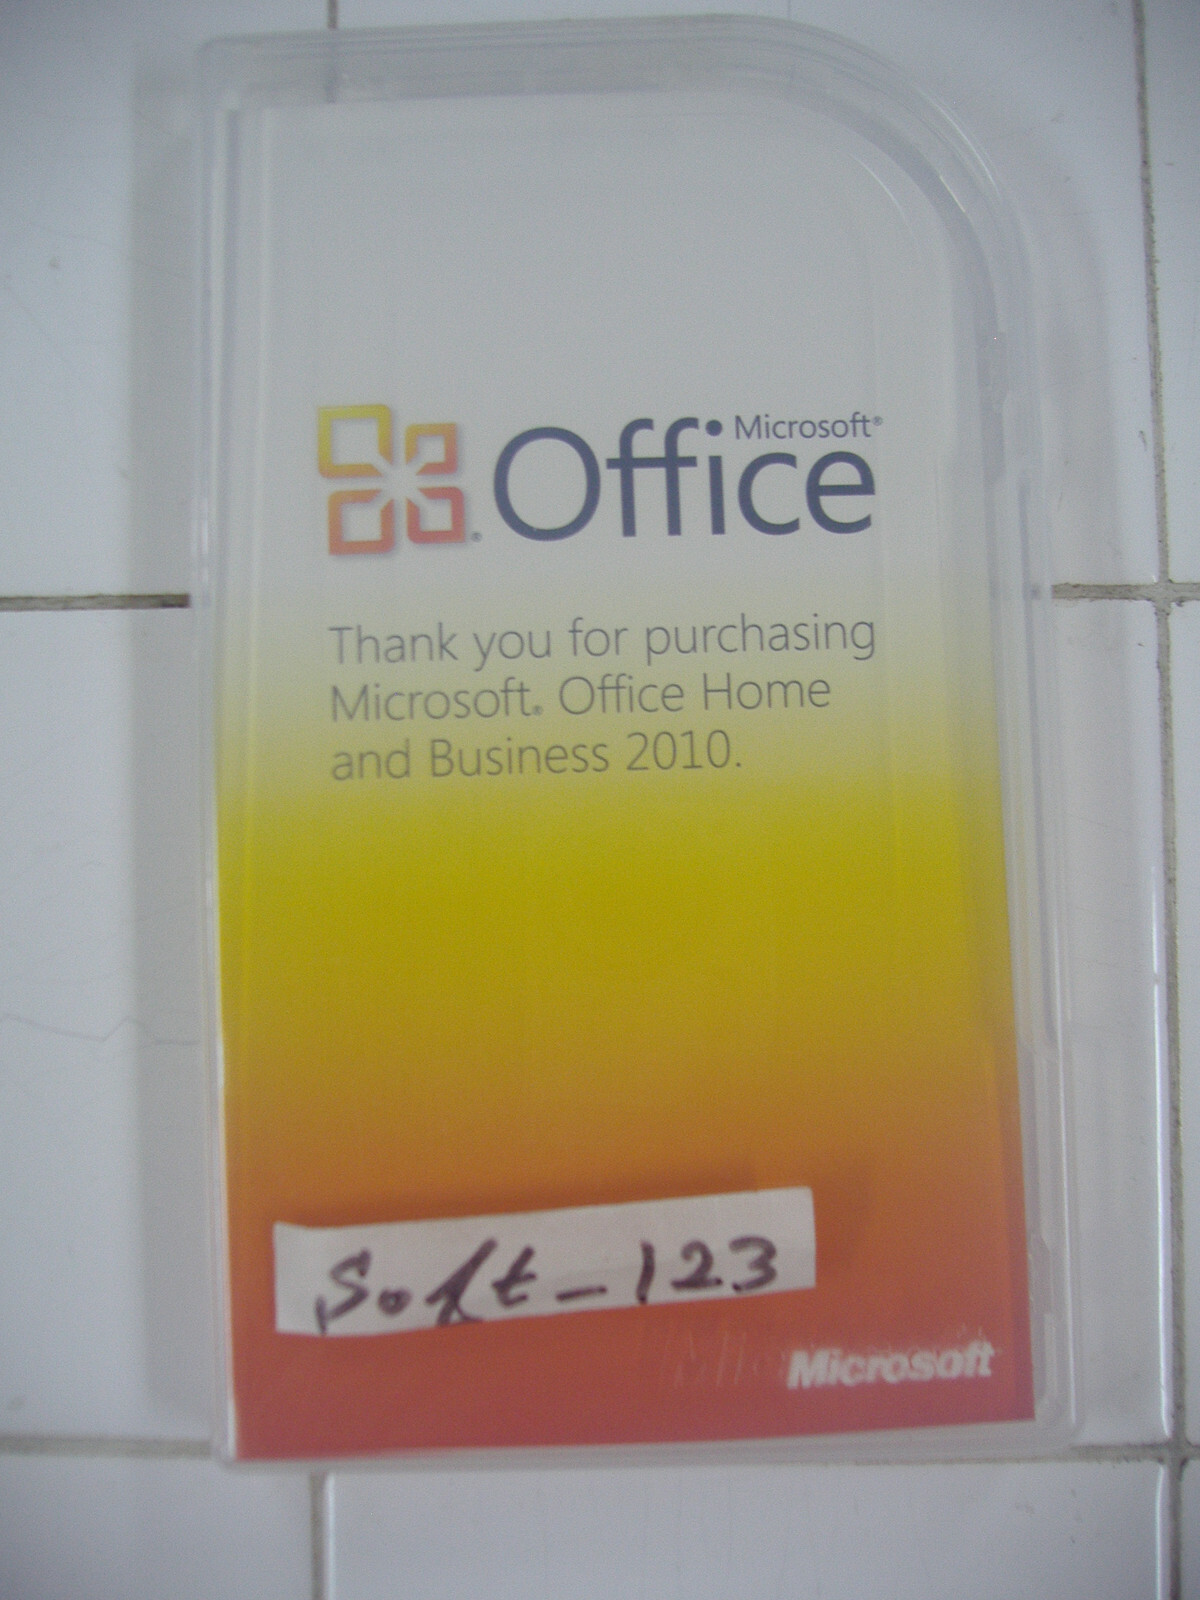 Microsoft®
Office
Thank you for purchasing
Microsoft® Office Home
and Business 2010.
Soft-123
Microsoft